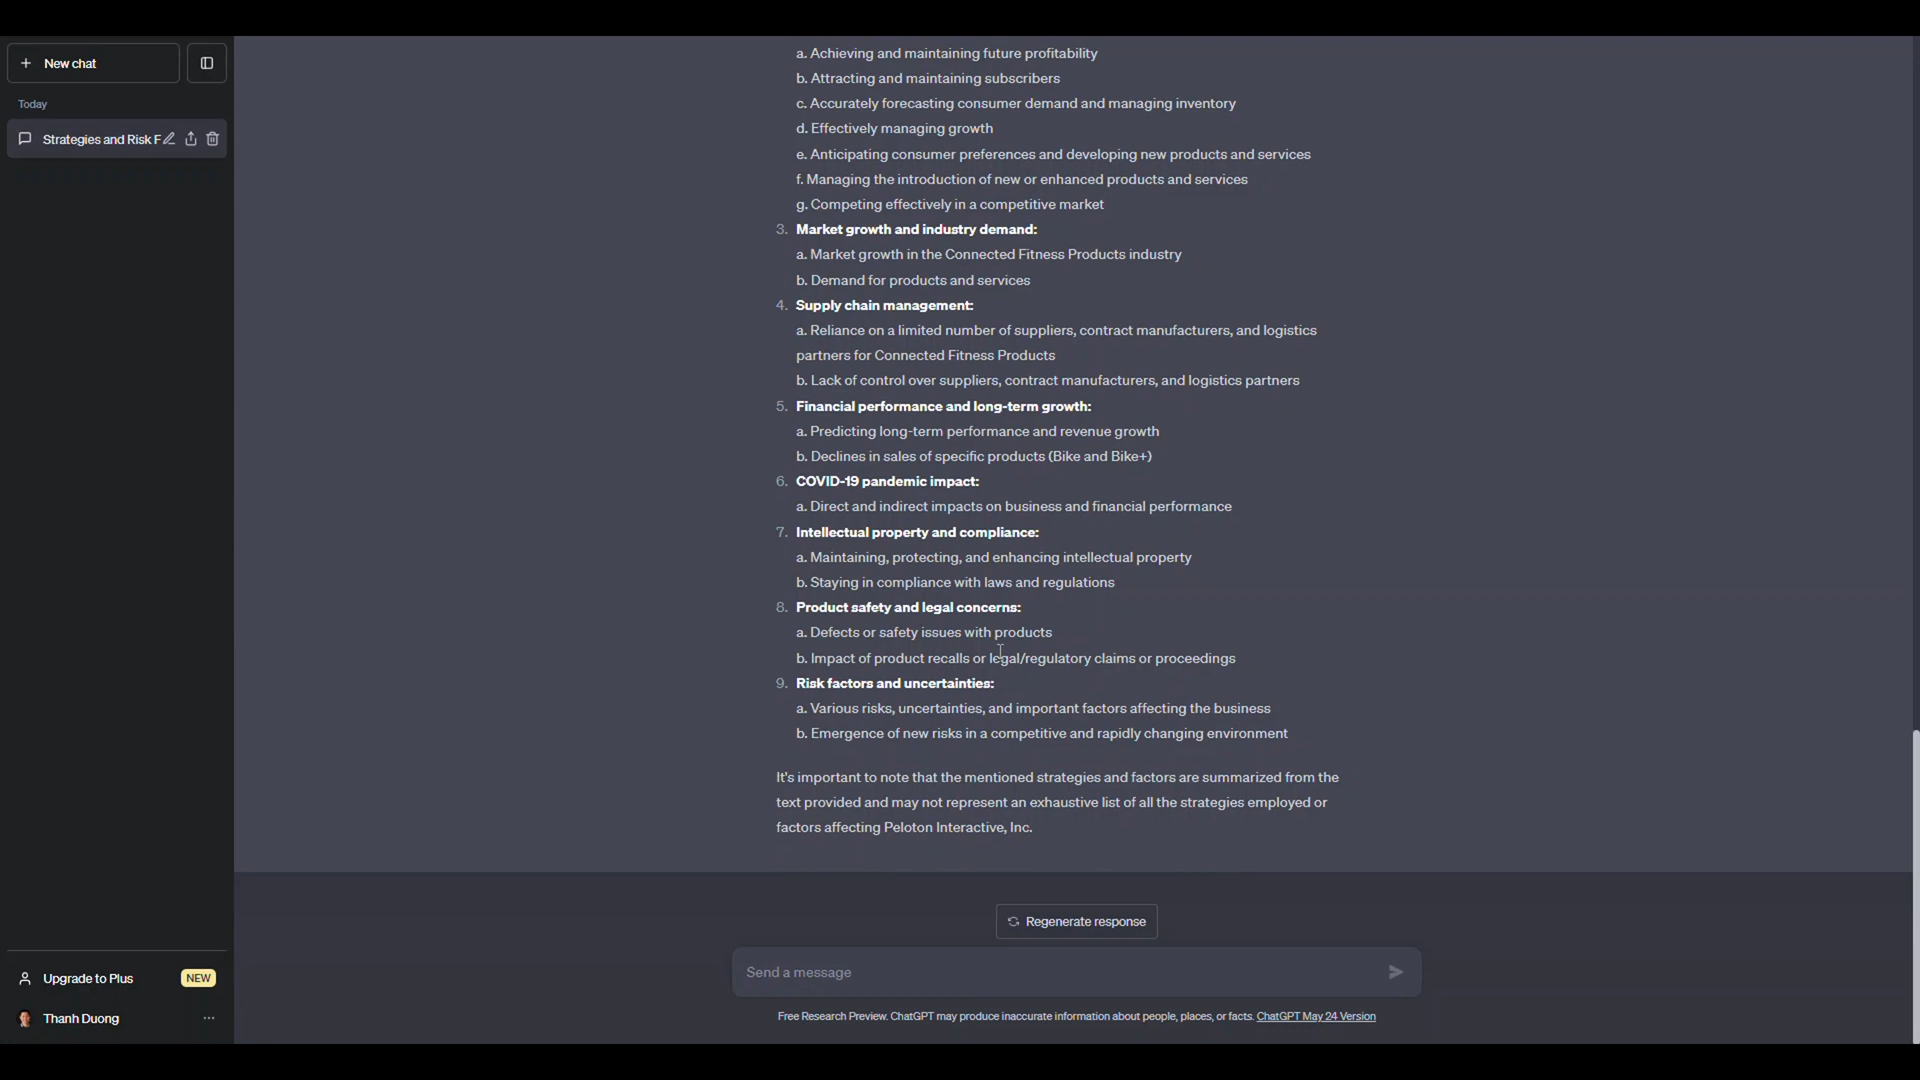 New chat
Today
Strategies and Risk F
a. Achieving and maintaining future profitability
b. Attracting and maintaining subscribers
c. Accurately forecasting consumer demand and managing inventory
d. Effectively managing growth
e. Anticipating consumer preferences and developing new products and services
f. Managing the introduction of new or enhanced products and services
g. Competing effectively in a competitive market
3. Market growth and industry demand:
a. Market growth in the Connected Fitness Products industry
b. Demand for products and services
4. Supply chain management:
a. Reliance on a limited number of suppliers, contract manufacturers, and logistics
partners for Connected Fitness Products
b. Lack of control over suppliers, contract manufacturers, and logistics partners
5. Financial performance and long-term growth:
a. Predicting long-term performance and revenue growth
b. Declines in sales of specific products (Bike and Bike+)
6. COVID-19 pandemic impact:
a. Direct and indirect impacts on business and financial performance
7. Intellectual property and compliance:
a. Maintaining, protecting, and enhancing intellectual property
b. Staying in compliance with laws and regulations
8. Product safety and legal concerns:
a. Defects or safety issues with products
b. Impact of product recalls or legal/regulatory claims or proceedings
9. Risk factors and uncertainties:
a. Various risks, uncertainties, and important factors affecting the business
b. Emergence of new risks in a competitive and rapidly changing environment
It's important to note that the mentioned strategies and factors are summarized from the
text provided and may not represent an exhaustive list of all the strategies employed or
factors affecting Peloton Interactive, Inc.
Regenerate response
Send a message
Free Research Preview. ChatGPT may produce inaccurate information about people, places, or facts. ChatGPT May 24 Version
Upgrade to Plus NEW
Thanh Duong